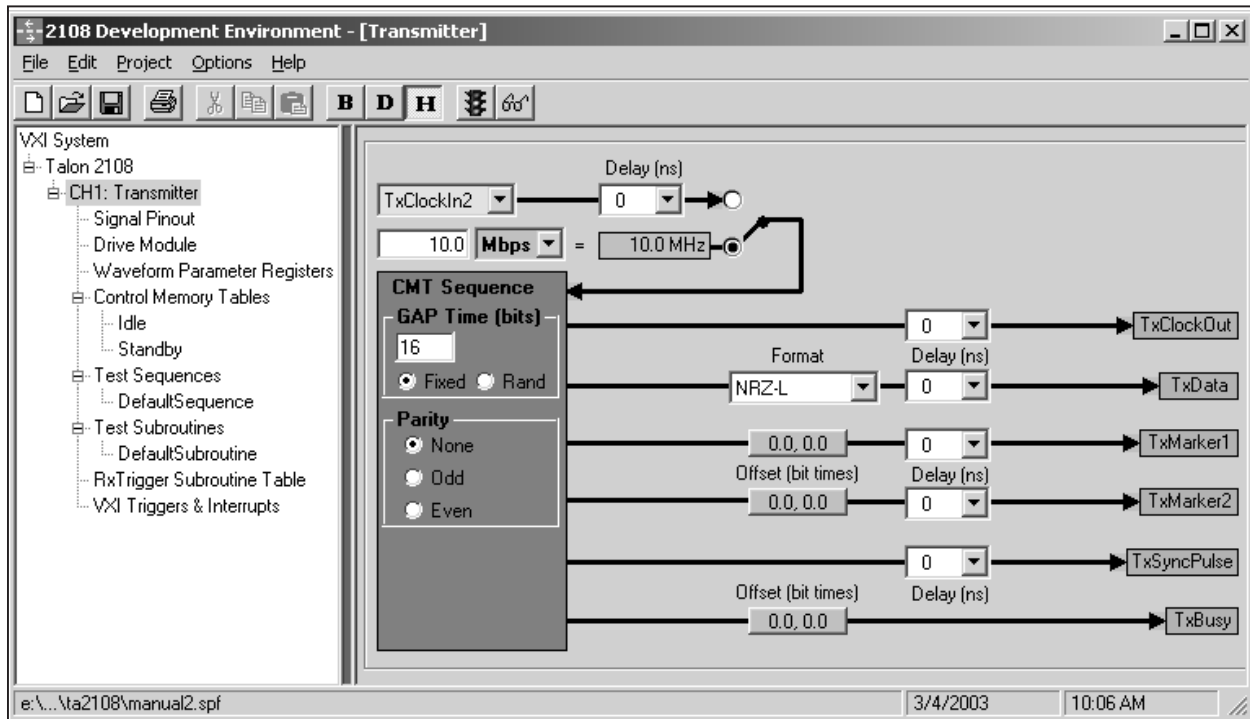 2108 Development Environment - [Transmitter]
File Edit Project Options Help
B D H
VXI System
Talon 2108
CH1: Transmitter
Signal Pinout
Drive Module
Waveform Parameter Registers
Control Memory Tables
Idle
Standby
Test Sequences
DefaultSequence
Test Subroutines
DefaultSubroutine
RxTrigger Subroutine Table
VXI Triggers & Interrupts
Delay (ns)
TxClockIn2 0
10.0 Mbps = 10.0 MHz
CMT Sequence
GAP Time (bits)
16
Fixed Rand
Parity
None
Odd
Even
0 TxClockOut
Format Delay (ns)
NRZ-L 0 TxData
0.0, 0.0 0 TxMarker1
Offset (bit times) Delay (ns)
0.0, 0.0 0 TxMarker2
0 TxSyncPulse
Offset (bit times) Delay (ns)
0.0, 0.0 TxBusy
e:\...\ta2108\manual2.spf 3/4/2003 10:06 AM